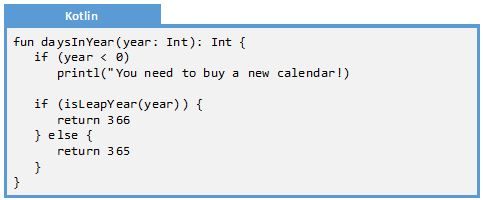 Kotlin
fun daysInYear(year: Int): Int {
if (year < 0)
printl("You need to buy a new calendar!)
if (isLeapYear(year)) {
return 366
} else {
return 365
}
}